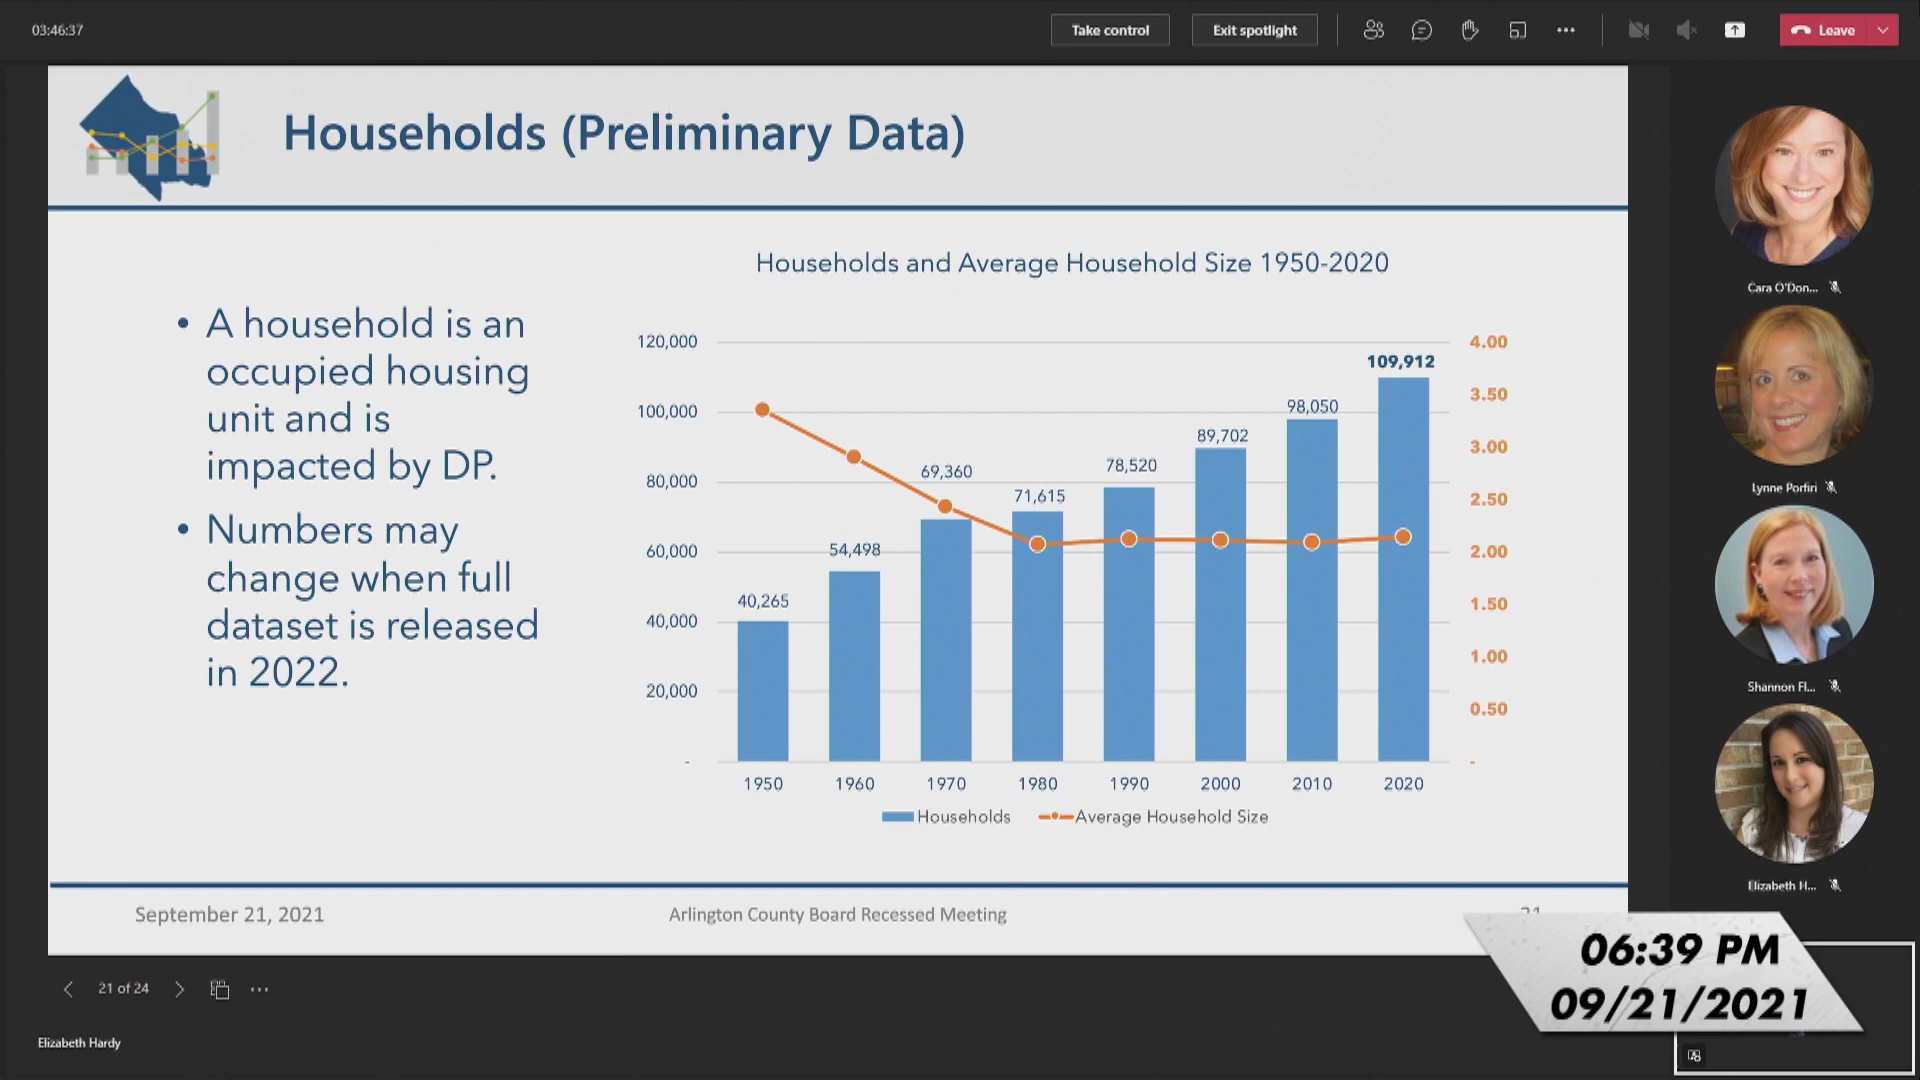 03:46:37
Take control
Exit spotlight
Leave
Households (Preliminary Data)
Households and Average Household Size 1950-2020
• A household is an
occupied housing
unit and is
impacted by DP.
• Numbers may
change when full
dataset is released
in 2022.
120,000
100,000
80,000
60,000
40,000
20,000
-
40,265
54,498
69,360
71,615
78,520
89,702
98,050
109,912
4.00
3.50
3.00
2.50
2.00
1.50
1.00
0.50
-
1950 1960 1970 1980 1990 2000 2010 2020
Households Average Household Size
September 21, 2021
Arlington County Board Recessed Meeting
Cara O'Don...
Lynne Porfiri
Shannon Fl...
Elizabeth H...
21 of 24
Elizabeth Hardy
06:39 PM
09/21/2021